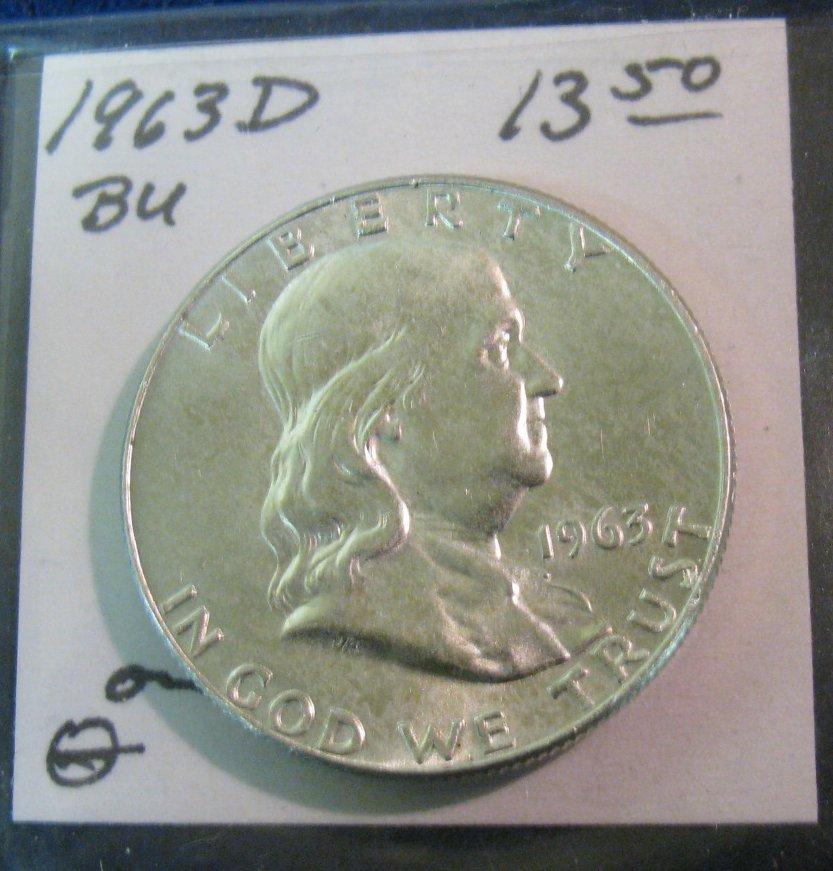 1963D 13 50
BU
LIBERTY
1963
IN GOD WE TRUST